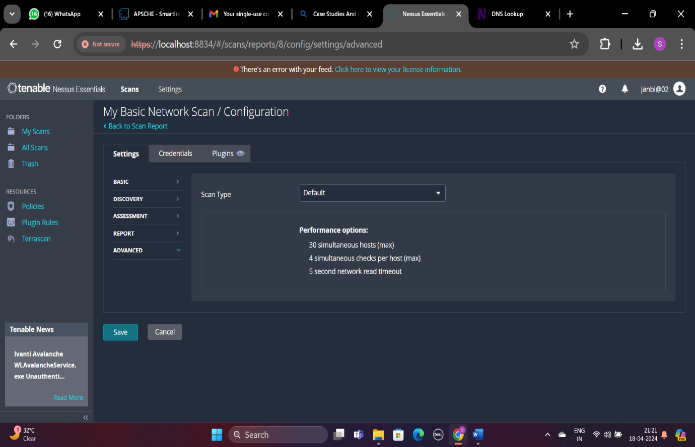 (16) WhatsApp
APSCHE - Smartin
Your single-use co
Case Studies And
Nessus Essentials
DNS Lookup
Not secure https://localhost:8834/#/scans/reports/8/config/settings/advanced
S
There's an error with your feed. Click here to view your license information.
tenable Nessus Essentials Scans Settings janbi@02
FOLDERS
My Scans
All Scans
Trash
RESOURCES
Policies
Plugin Rules
Terrascan
Tenable News
Ivanti Avalanche
WLAvalancheService.
exe Unauthenti...
Read More
My Basic Network Scan / Configuration
Back to Scan Report
Settings Credentials Plugins
BASIC
DISCOVERY
ASSESSMENT
REPORT
ADVANCED
Scan Type Default
Performance options:
30 simultaneous hosts (max)
4 simultaneous checks per host (max)
5 second network read timeout
Save Cancel
32°C
Clear
Search
ENG
IN
21:21
18-04-2024